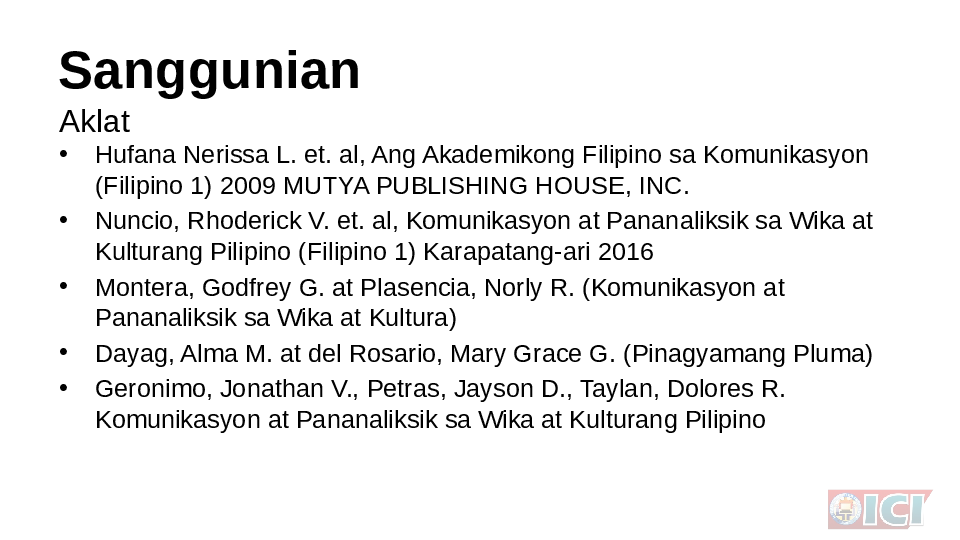 Sanggunian
Aklat
• Hufana Nerissa L. et. al, Ang Akademikong Filipino sa Komunikasyon
(Filipino 1) 2009 MUTYA PUBLISHING HOUSE, INC.
• Nuncio, Rhoderick V. et. al, Komunikasyon at Pananaliksik sa Wika at
Kulturang Pilipino (Filipino 1) Karapatang-ari 2016
• Montera, Godfrey G. at Plasencia, Norly R. (Komunikasyon at
Pananaliksik sa Wika at Kultura)
• Dayag, Alma M. at del Rosario, Mary Grace G. (Pinagyamang Pluma)
• Geronimo, Jonathan V., Petras, Jayson D., Taylan, Dolores R.
Komunikasyon at Pananaliksik sa Wika at Kulturang Pilipino
ICI